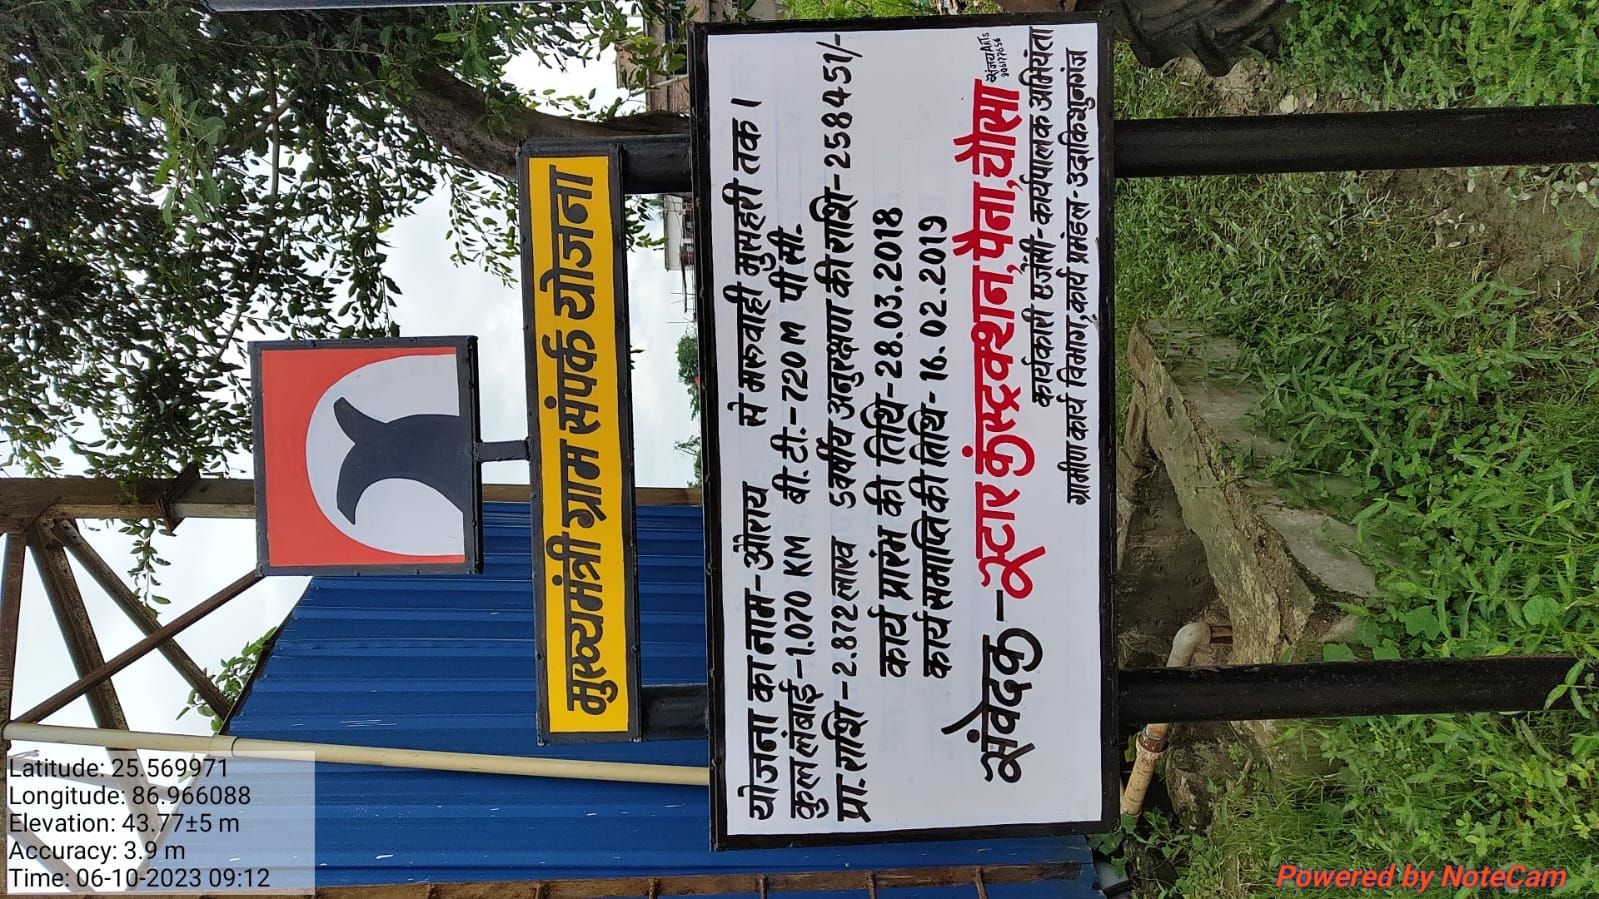 मुख्यमंत्री ग्राम संपर्क योजना
योजना का नाम - औराय से मरूवाही मुसहरी तक ।
कुल लंबाई - 1.070 KM बी. टी.:- 720 M पी सी.
प्रा. राशि - 2.872 लाख 5 वर्षीय अनुरक्षण की राशि - 258451/-
कार्य प्रारंभ की तिथि - 28.03.2018
कार्य समाप्ति की तिथि - 16.02.2019
संवेदक - स्टार कंस्ट्रक्शन, पैना, चौसा
कार्यकारी एजेंसी - कार्यपालक अभियंता
ग्रामीण कार्य विभाग, कार्य प्रमंडल - उदाकिशुनगंज
Latitude: 25.569971
Longitude: 86.966088
Elevation: 43.77±5 m
Accuracy: 3.9 m
Time: 06-10-2023 09:12
Powered by NoteCam